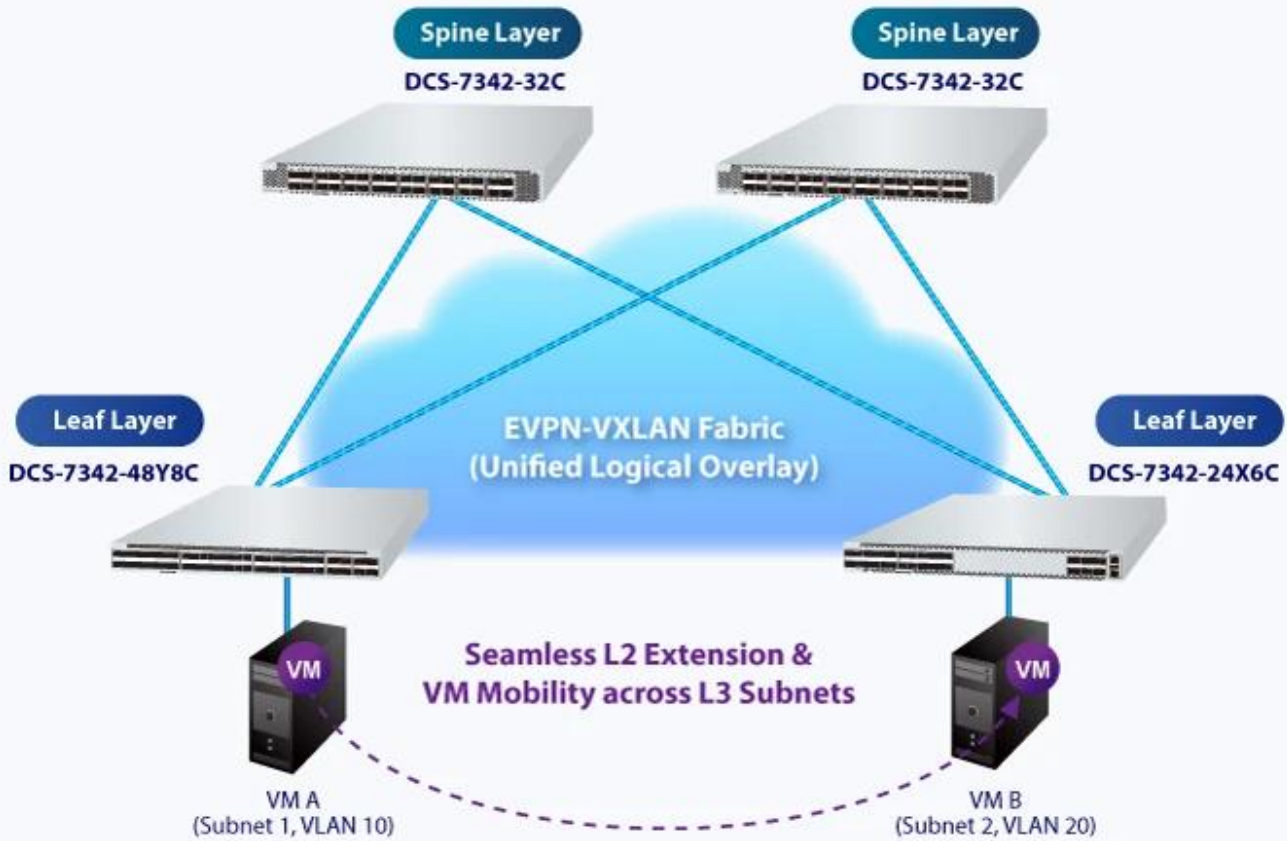 Spine Layer
DCS-7342-32C
Spine Layer
DCS-7342-32C
Leaf Layer
DCS-7342-48Y8C
EVPN-VXLAN Fabric
(Unified Logical Overlay)
Leaf Layer
DCS-7342-24X6C
VM
Seamless L2 Extension &
VM Mobility across L3 Subnets
VM
VM A
(Subnet 1, VLAN 10)
VM B
(Subnet 2, VLAN 20)